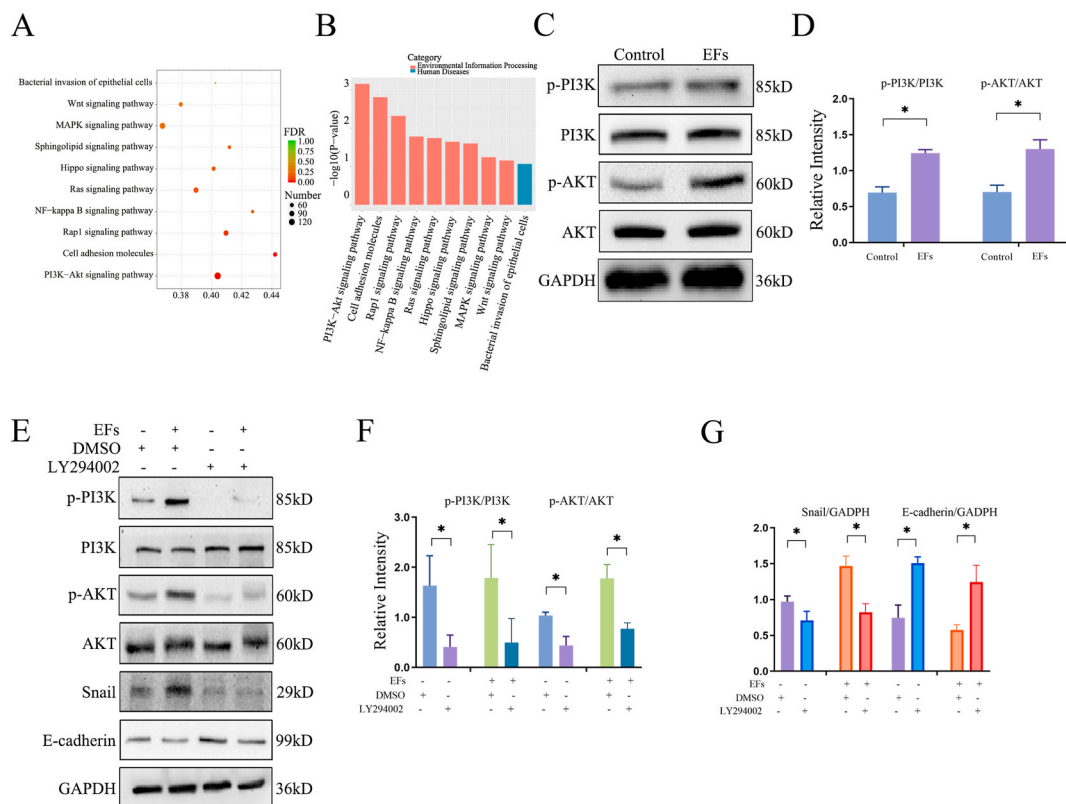 A
Bacterial invasion of epithelial cells
Wnt signaling pathway
MAPK signaling pathway
Sphingolipid signaling pathway
Hippo signaling pathway
Ras signaling pathway
NF-kappa B signaling pathway
Rap1 signaling pathway
Cell adhesion molecules
PI3K-Akt signaling pathway
0.38 0.40 0.42 0.44
FDR
1.00
0.75
0.50
0.25
0.00
Number
60
90
120
B
Category
Environmental Information Processing
Human Diseases
−log10(P−value)
3
2
1
0
PI3K−Akt signaling pathway
Cell adhesion molecules
Rap1 signaling pathway
NF−kappa B signaling pathway
Ras signaling pathway
Hippo signaling pathway
Sphingolipid signaling pathway
MAPK signaling pathway
Wnt signaling pathway
Bacterial invasion of epithelial cells
C
Control EFs
p-PI3K 85kD
PI3K 85kD
p-AKT 60kD
AKT 60kD
GAPDH 36kD
D
p-PI3K/PI3K p-AKT/AKT
* *
Relative Intensity
2.0
1.5
1.0
0.5
0.0
Control EFs Control EFs
E
EFs - + - +
DMSO + + - -
LY294002 - - + +
p-PI3K 85kD
PI3K 85kD
p-AKT 60kD
AKT 60kD
Snail 29kD
E-cadherin 99kD
GAPDH 36kD
F
p-PI3K/PI3K p-AKT/AKT
* * * *
Relative Intensity
3.0
2.0
1.0
0.0
EFs - - + + - - + +
DMSO + - + - + - + -
LY294002 - + - + - + - +
G
Snail/GADPH E-cadherin/GADPH
* * * *
2.0
1.5
1.0
0.5
0.0
EFs - - + + - - + +
DMSO + - + - + - + -
LY294002 - + - + - + - +